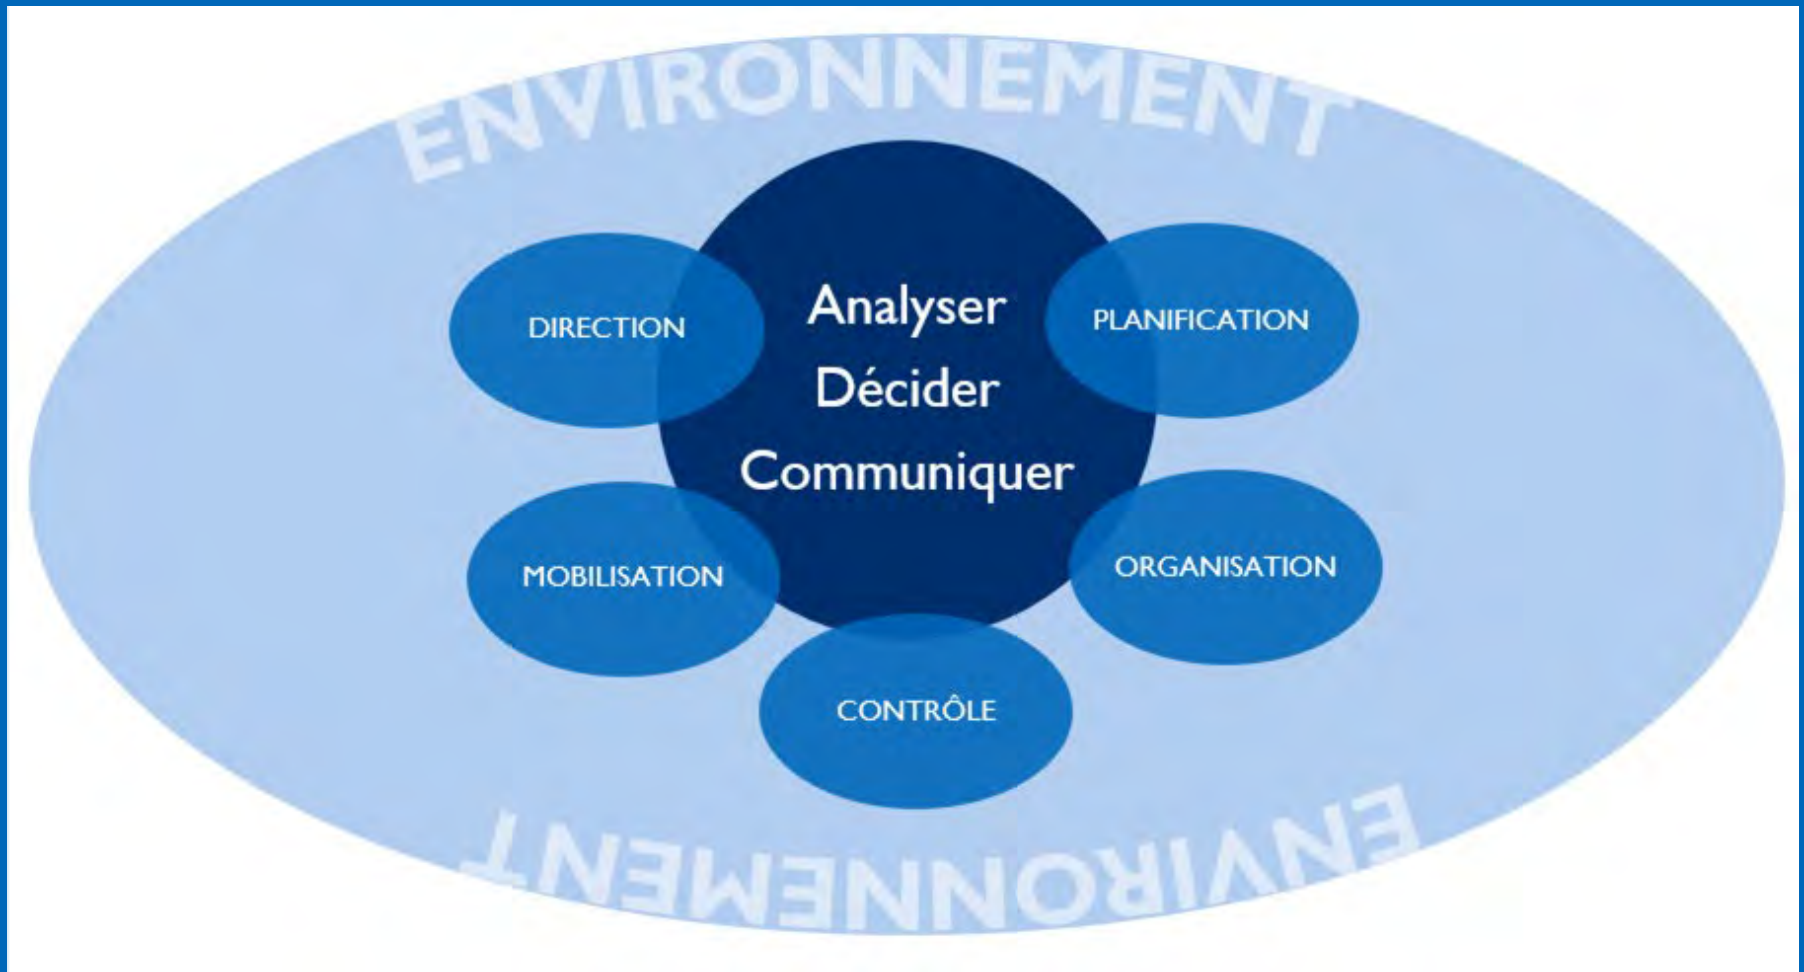 ENVIRONNEMENT
Analyser
Décider
Communiquer
DIRECTION
PLANIFICATION
MOBILISATION
ORGANISATION
CONTRÔLE
ENVIRONNEMENT